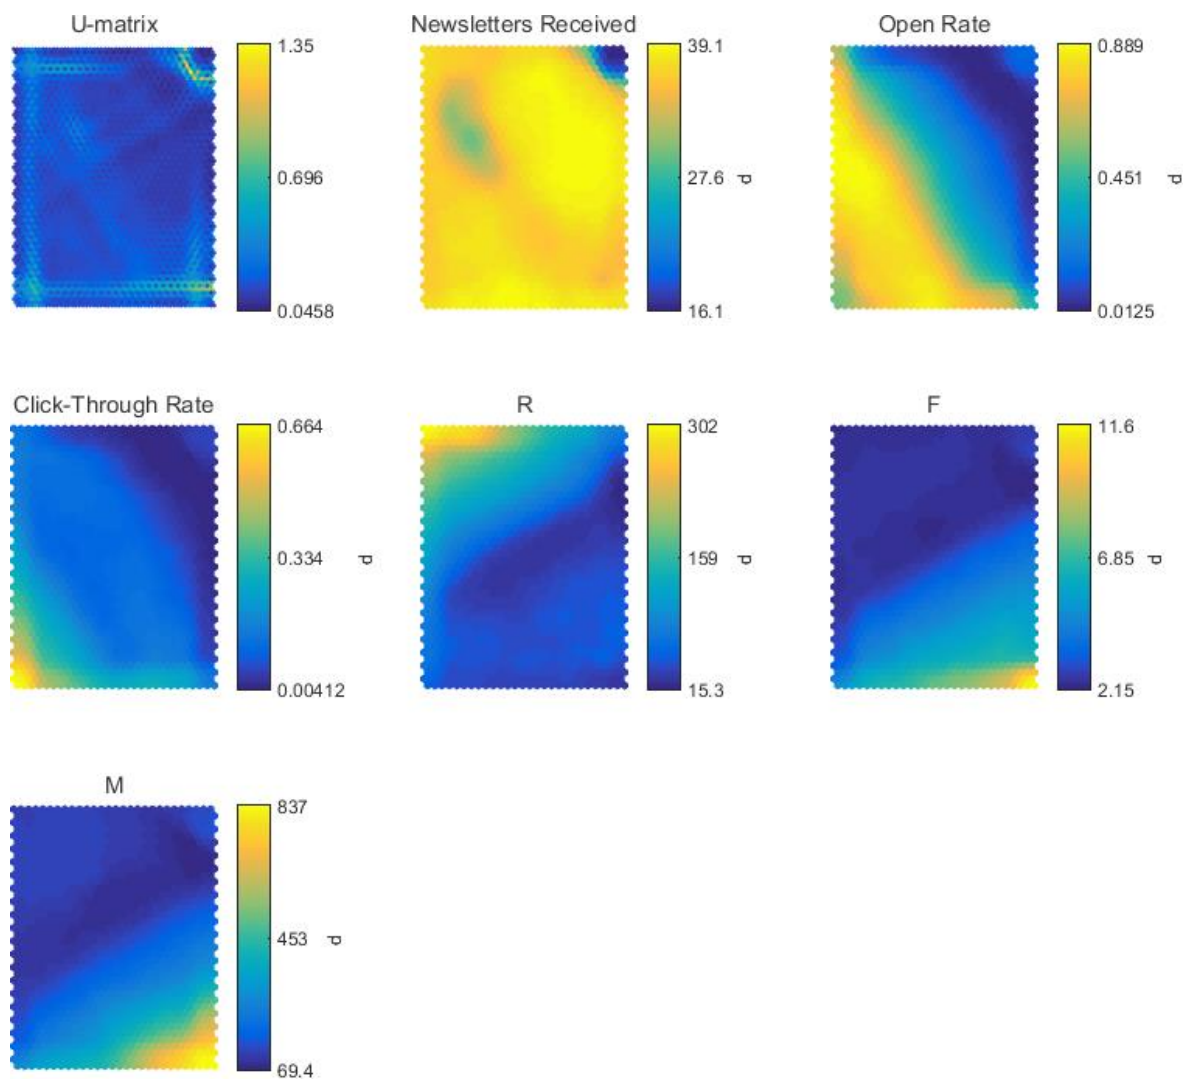 U-matrix
1.35
0.696
0.0458
Newsletters Received
39.1
27.6
16.1
d
Open Rate
0.889
0.451
0.0125
d
Click-Through Rate
0.664
0.334
0.00412
d
R
302
159
15.3
d
F
11.6
6.85
2.15
d
M
837
453
69.4
d